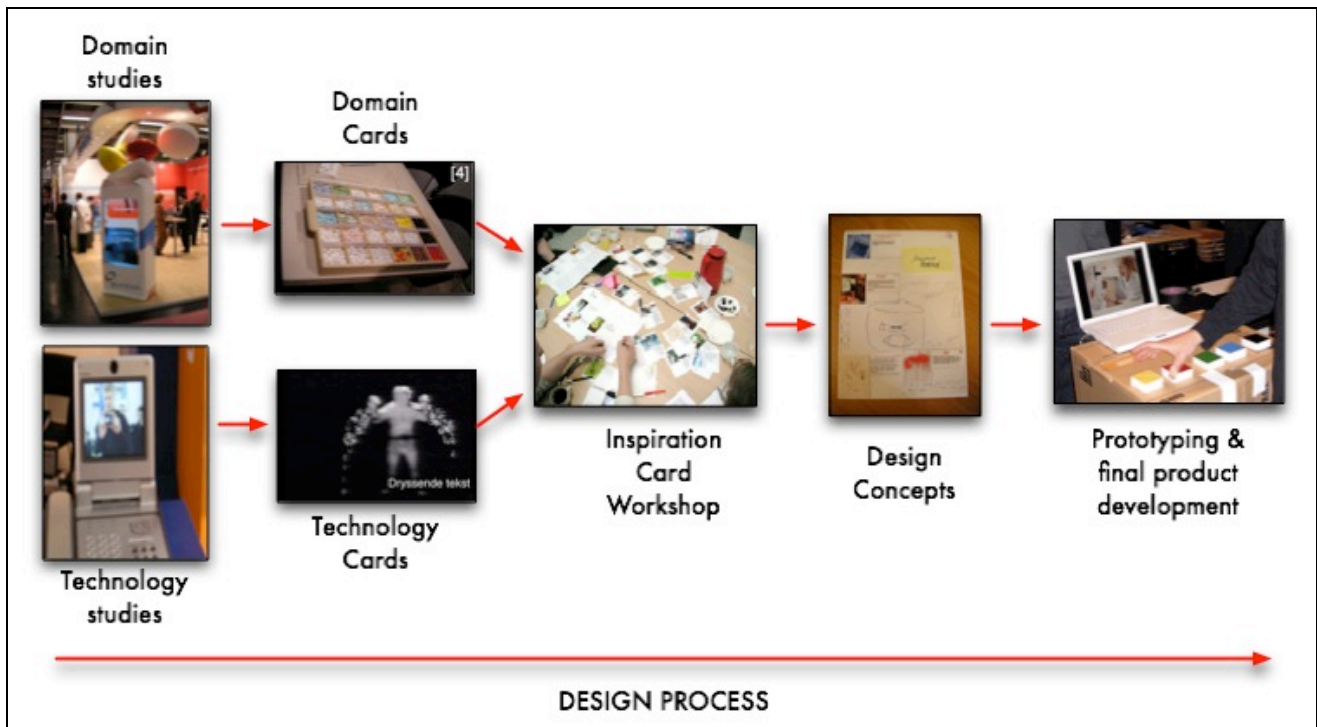 Domain
studies
Domain
Cards
[4]
Dryssende tekst
Technology
studies
Technology
Cards
Inspiration
Card
Workshop
Design
Concepts
Prototyping &
final product
development
DESIGN PROCESS